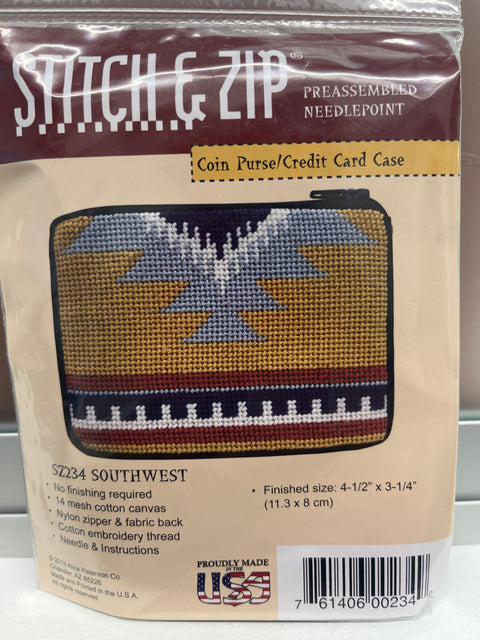 STITCH & ZIP®
PREASSEMBLED
NEEDLEPOINT
Coin Purse/Credit Card Case
SZ234 SOUTHWEST
• No finishing required
• 14 mesh cotton canvas
• Nylon zipper & fabric back
• Cotton embroidery thread
• Needle & Instructions
• Finished size: 4-1/2" x 3-1/4"
(11.3 x 8 cm)
© 2013 Alice Peterson Co.
Chandler, AZ 85226
Made and Printed in the U.S.A.
All rights reserved
PROUDLY MADE
IN THE
USA
7 61406 00234